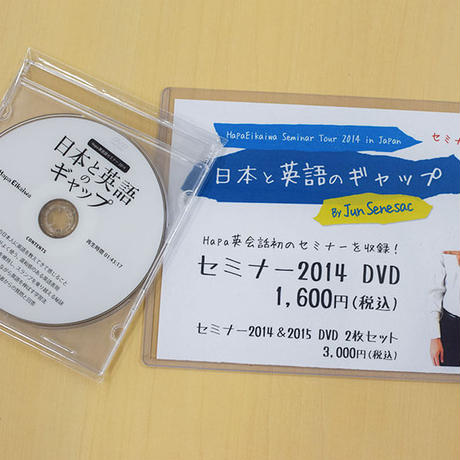 日本と英語
の
ギャップ
HapaEikaiwa
CONTENTS
再生時間 01:41:17
HapaEikaiwa Seminar Tour 2014 in Japan
セミナ
日本と英語のギャップ
By Jun Senesac
Hapa英会話初のセミナーを収録！
セミナー2014 DVD
1,600円(税込)
セミナー2014＆2015 DVD 2枚セット
3,000円(税込)